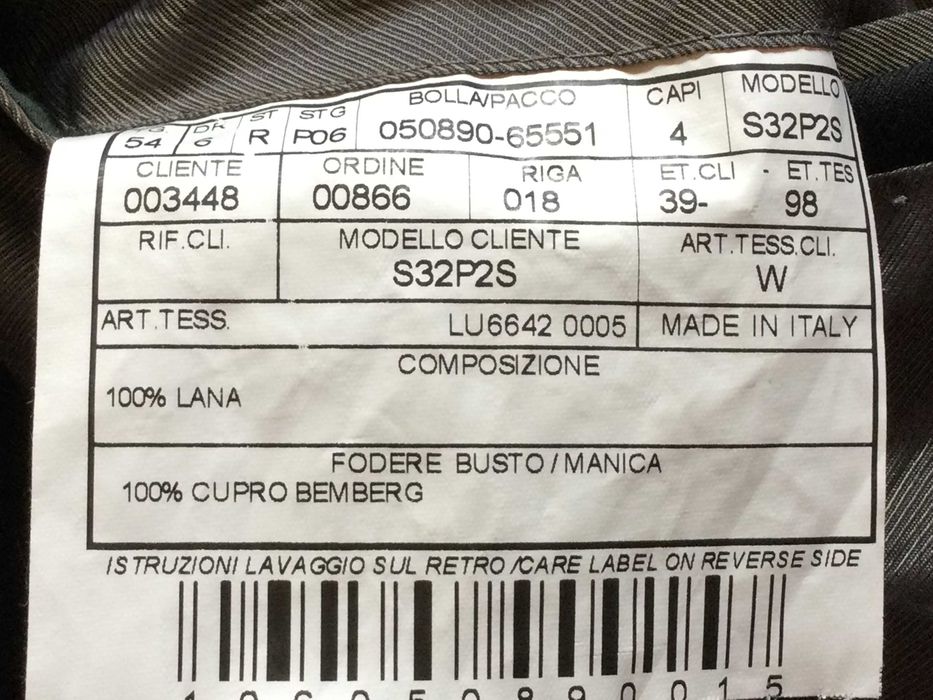 ST STG BOLLA/PACCO CAPI MODELLO
54 6 R P06 050890-65551 4 S32P2S
CLIENTE ORDINE RIGA ET.CLI - ET.TES
003448 00866 018 39- 98
RIF.CLI. MODELLO CLIENTE ART.TESS.CLI.
S32P2S W
ART.TESS. LU6642 0005 MADE IN ITALY
COMPOSIZIONE
100% LANA
FODERE BUSTO/MANICA
100% CUPRO BEMBERG
ISTRUZIONI LAVAGGIO SUL RETRO/CARE LABEL ON REVERSE SIDE